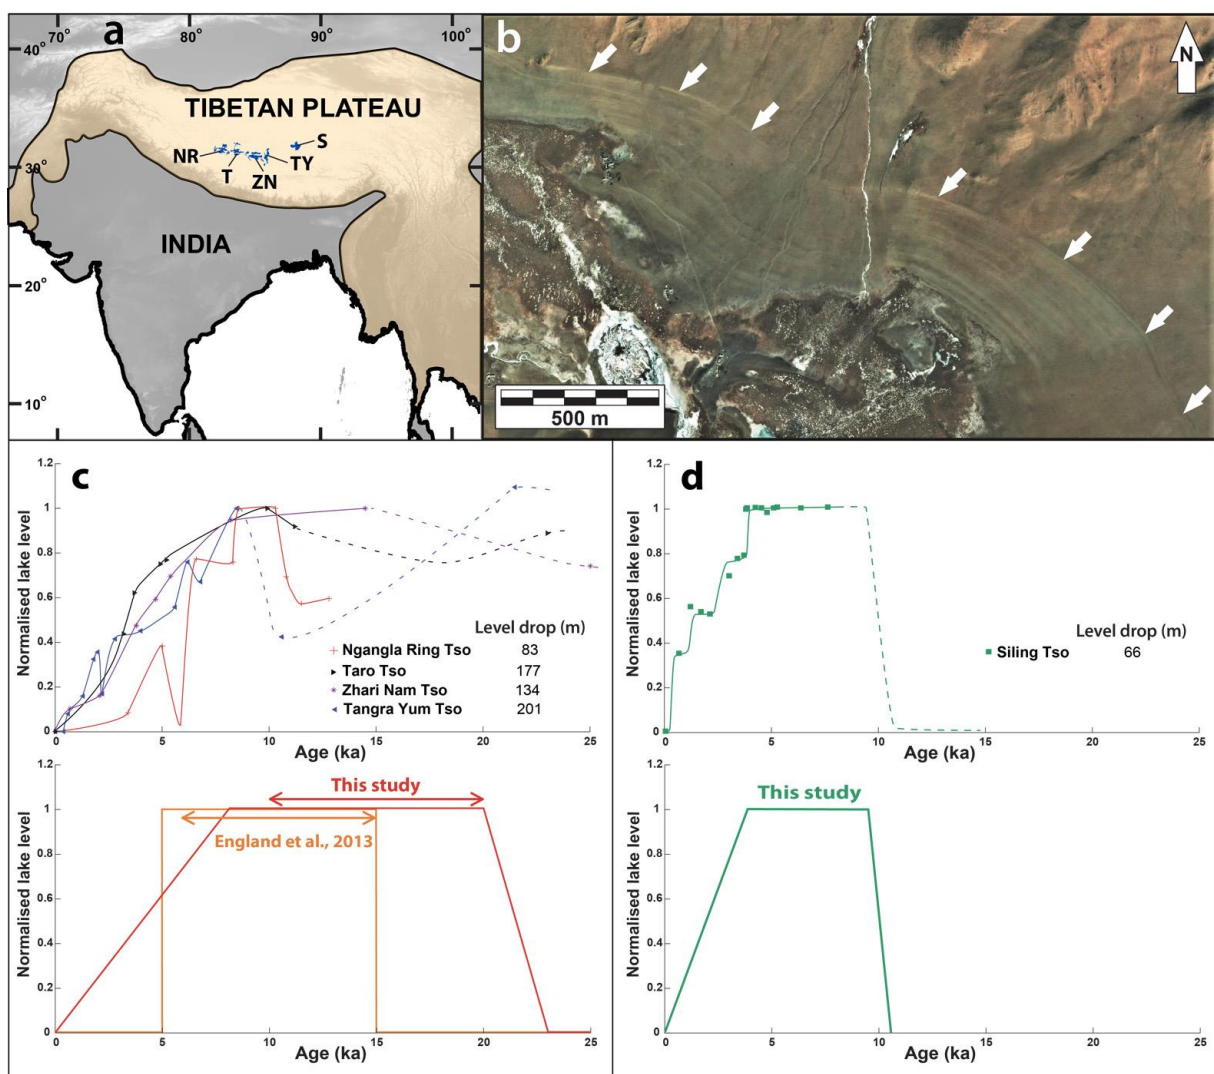 a
70° 80° 90° 100°
40°
TIBETAN PLATEAU
S
NR
TY
30°
T
ZN
INDIA
20°
10°
b
N
500 m
c
1.2
1
0.8
0.6
0.4
0.2
0
Normalised lake level
Level drop (m)
Ngangla Ring Tso 83
Taro Tso 177
Zhari Nam Tso 134
Tangra Yum Tso 201
0 5 10 15 20 25
Age (ka)
d
1.2
1
0.8
0.6
0.4
0.2
0
Normalised lake level
Level drop (m)
Siling Tso 66
0 5 10 15 20 25
Age (ka)
1.2
1
0.8
0.6
0.4
0.2
0
Normalised lake level
This study
England et al., 2013
0 5 10 15 20 25
Age (ka)
1.2
1
0.8
0.6
0.4
0.2
0
Normalised lake level
This study
0 5 10 15 20 25
Age (ka)